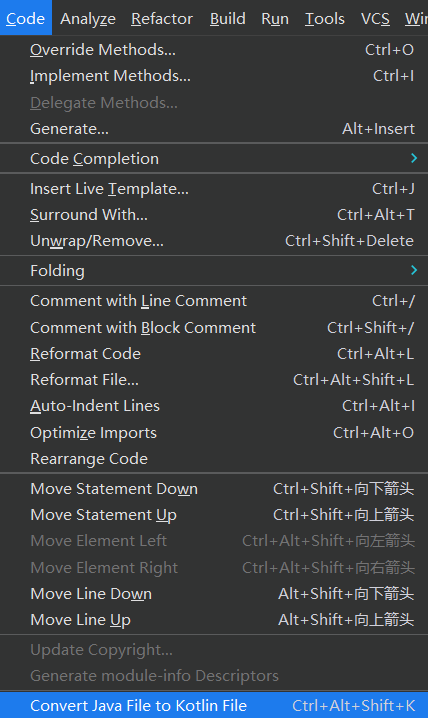 Code Analyze Refactor Build Run Tools VCS Win
Override Methods... Ctrl+O
Implement Methods... Ctrl+I
Delegate Methods...
Generate... Alt+Insert
Code Completion
Insert Live Template... Ctrl+J
Surround With... Ctrl+Alt+T
Unwrap/Remove... Ctrl+Shift+Delete
Folding
Comment with Line Comment Ctrl+/
Comment with Block Comment Ctrl+Shift+/
Reformat Code Ctrl+Alt+L
Reformat File... Ctrl+Alt+Shift+L
Auto-Indent Lines Ctrl+Alt+I
Optimize Imports Ctrl+Alt+O
Rearrange Code
Move Statement Down Ctrl+Shift+向下箭头
Move Statement Up Ctrl+Shift+向上箭头
Move Element Left Ctrl+Alt+Shift+向左箭头
Move Element Right Ctrl+Alt+Shift+向右箭头
Move Line Down Alt+Shift+向下箭头
Move Line Up Alt+Shift+向上箭头
Update Copyright...
Generate module-info Descriptors
Convert Java File to Kotlin File Ctrl+Alt+Shift+K